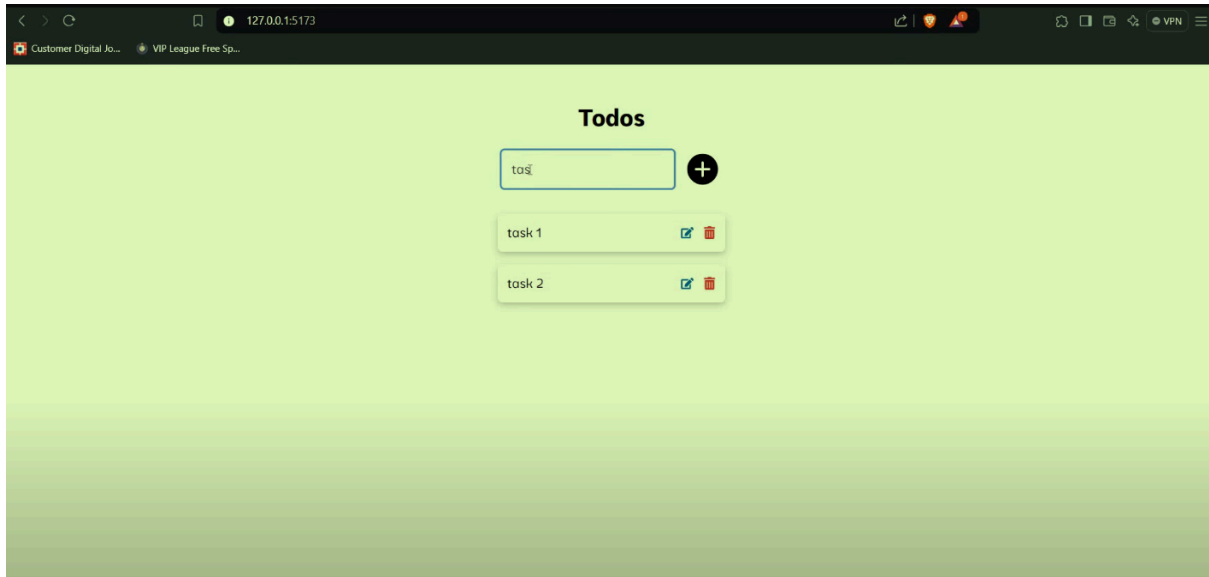 127.0.0.1:5173
VPN
Customer Digital Jo... VIP League Free Sp...
Todos
tas
task 1
task 2